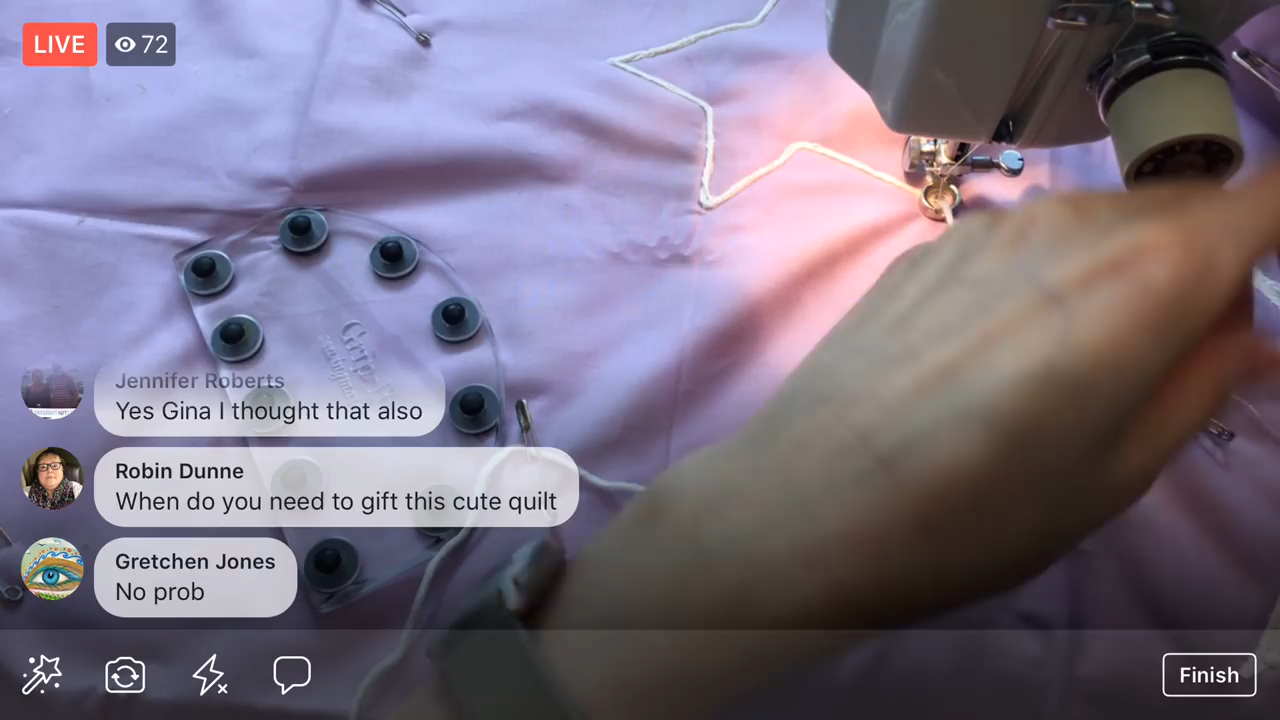 LIVE 72
Jennifer Roberts
Yes Gina I thought that also
Robin Dunne
When do you need to gift this cute quilt
Gretchen Jones
No prob
Finish